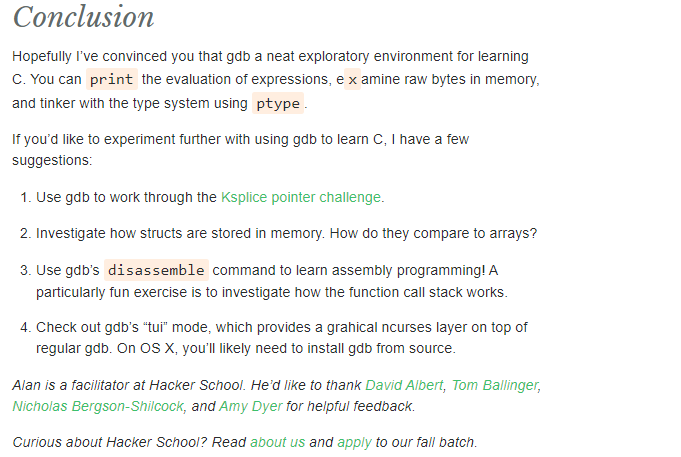 Conclusion
Hopefully I've convinced you that gdb a neat exploratory environment for learning
C. You can print the evaluation of expressions, e x amine raw bytes in memory,
and tinker with the type system using ptype.
If you'd like to experiment further with using gdb to learn C, I have a few
suggestions:
1. Use gdb to work through the Ksplice pointer challenge.
2. Investigate how structs are stored in memory. How do they compare to arrays?
3. Use gdb's disassemble command to learn assembly programming! A
particularly fun exercise is to investigate how the function call stack works.
4. Check out gdb's “tui” mode, which provides a grahical ncurses layer on top of
regular gdb. On OS X, you'll likely need to install gdb from source.
Alan is a facilitator at Hacker School. He'd like to thank David Albert, Tom Ballinger,
Nicholas Bergson-Shilcock, and Amy Dyer for helpful feedback.
Curious about Hacker School? Read about us and apply to our fall batch.